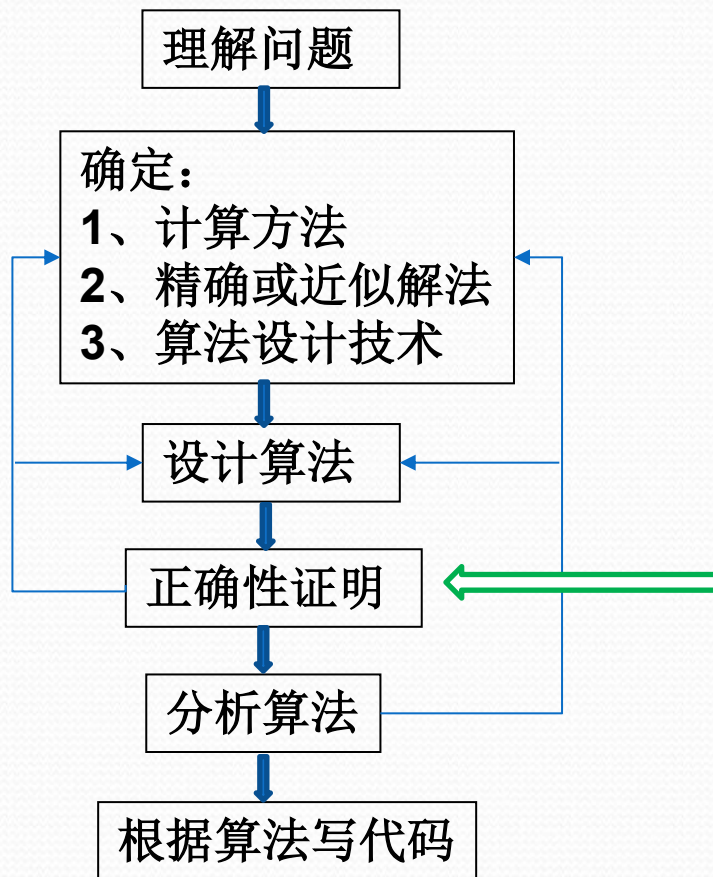 理解问题
确定：
1、计算方法
2、精确或近似解法
3、算法设计技术
设计算法
正确性证明
分析算法
根据算法写代码